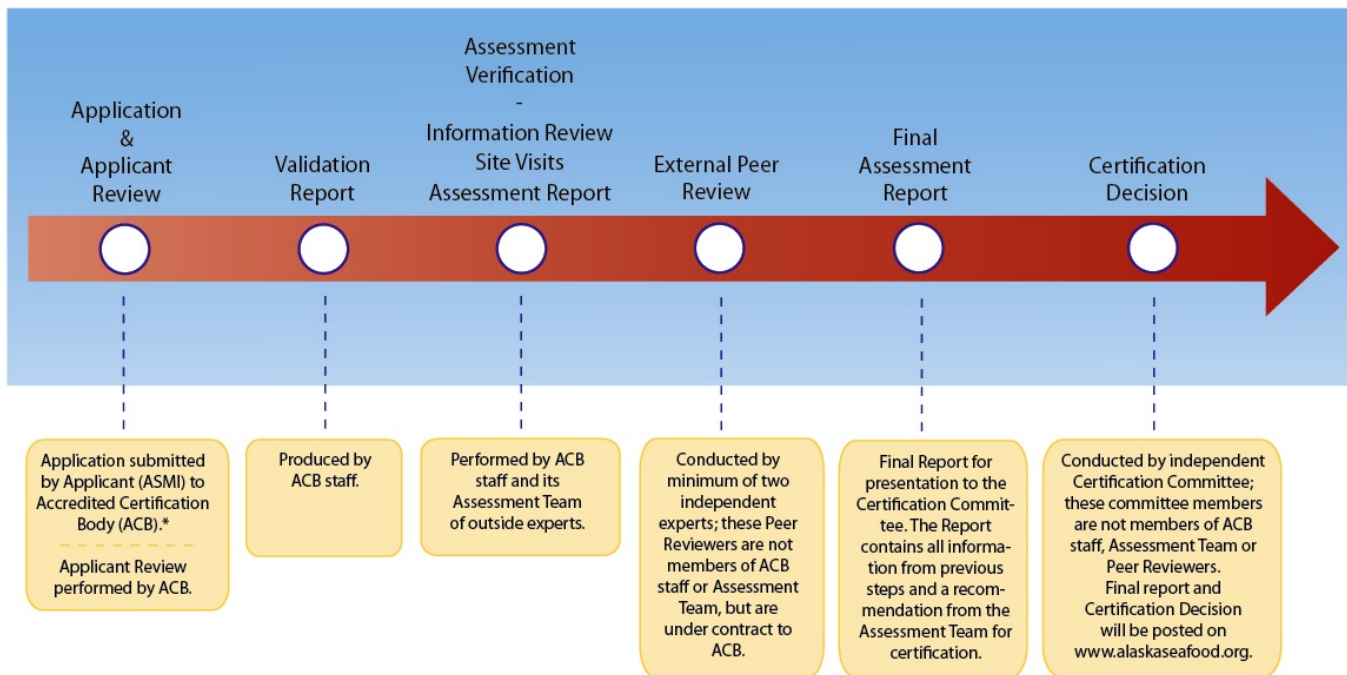 Application
&
Applicant
Review
Validation
Report
Assessment
Verification
-
Information Review
Site Visits
Assessment Report
External Peer
Review
Final
Assessment
Report
Certification
Decision
Application submitted
by Applicant (ASMI) to
Accredited Certification
Body (ACB).*
Applicant Review
performed by ACB.
Produced by
ACB staff.
Performed by ACB
staff and its
Assessment Team
of outside experts.
Conducted by
minimum of two
independent
experts; these Peer
Reviewers are not
members of ACB
staff or Assessment
Team, but are
under contract to
ACB.
Final Report for
presentation to the
Certification Commit-
tee. The Report
contains all informa-
tion from previous
steps and a recom-
mendation from the
Assessment Team for
certification.
Conducted by independent
Certification Committee;
these committee members
are not members of ACB
staff, Assessment Team or
Peer Reviewers.
Final report and
Certification Decision
will be posted on
www.alaskaseafood.org.